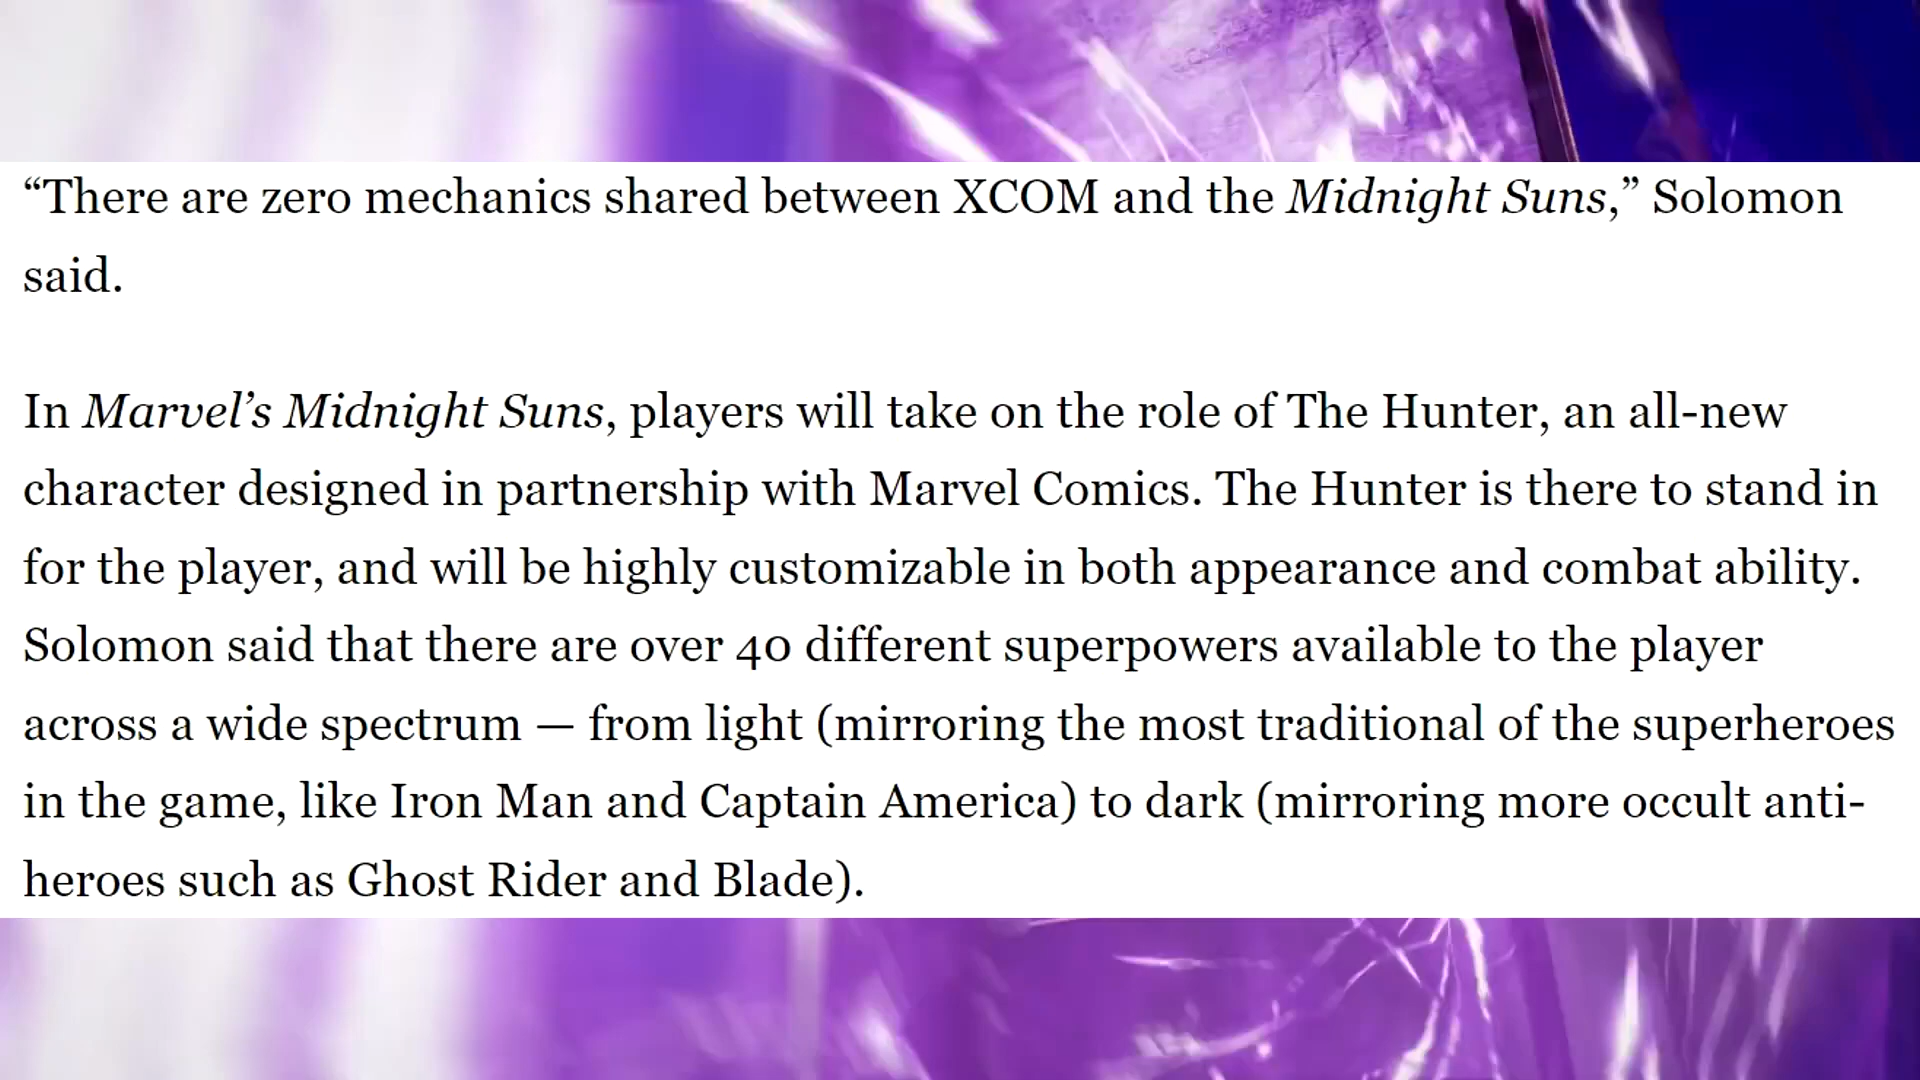 “There are zero mechanics shared between XCOM and the Midnight Suns,” Solomon
said.
In Marvel’s Midnight Suns, players will take on the role of The Hunter, an all-new
character designed in partnership with Marvel Comics. The Hunter is there to stand in
for the player, and will be highly customizable in both appearance and combat ability.
Solomon said that there are over 40 different superpowers available to the player
across a wide spectrum — from light (mirroring the most traditional of the superheroes
in the game, like Iron Man and Captain America) to dark (mirroring more occult anti-
heroes such as Ghost Rider and Blade).